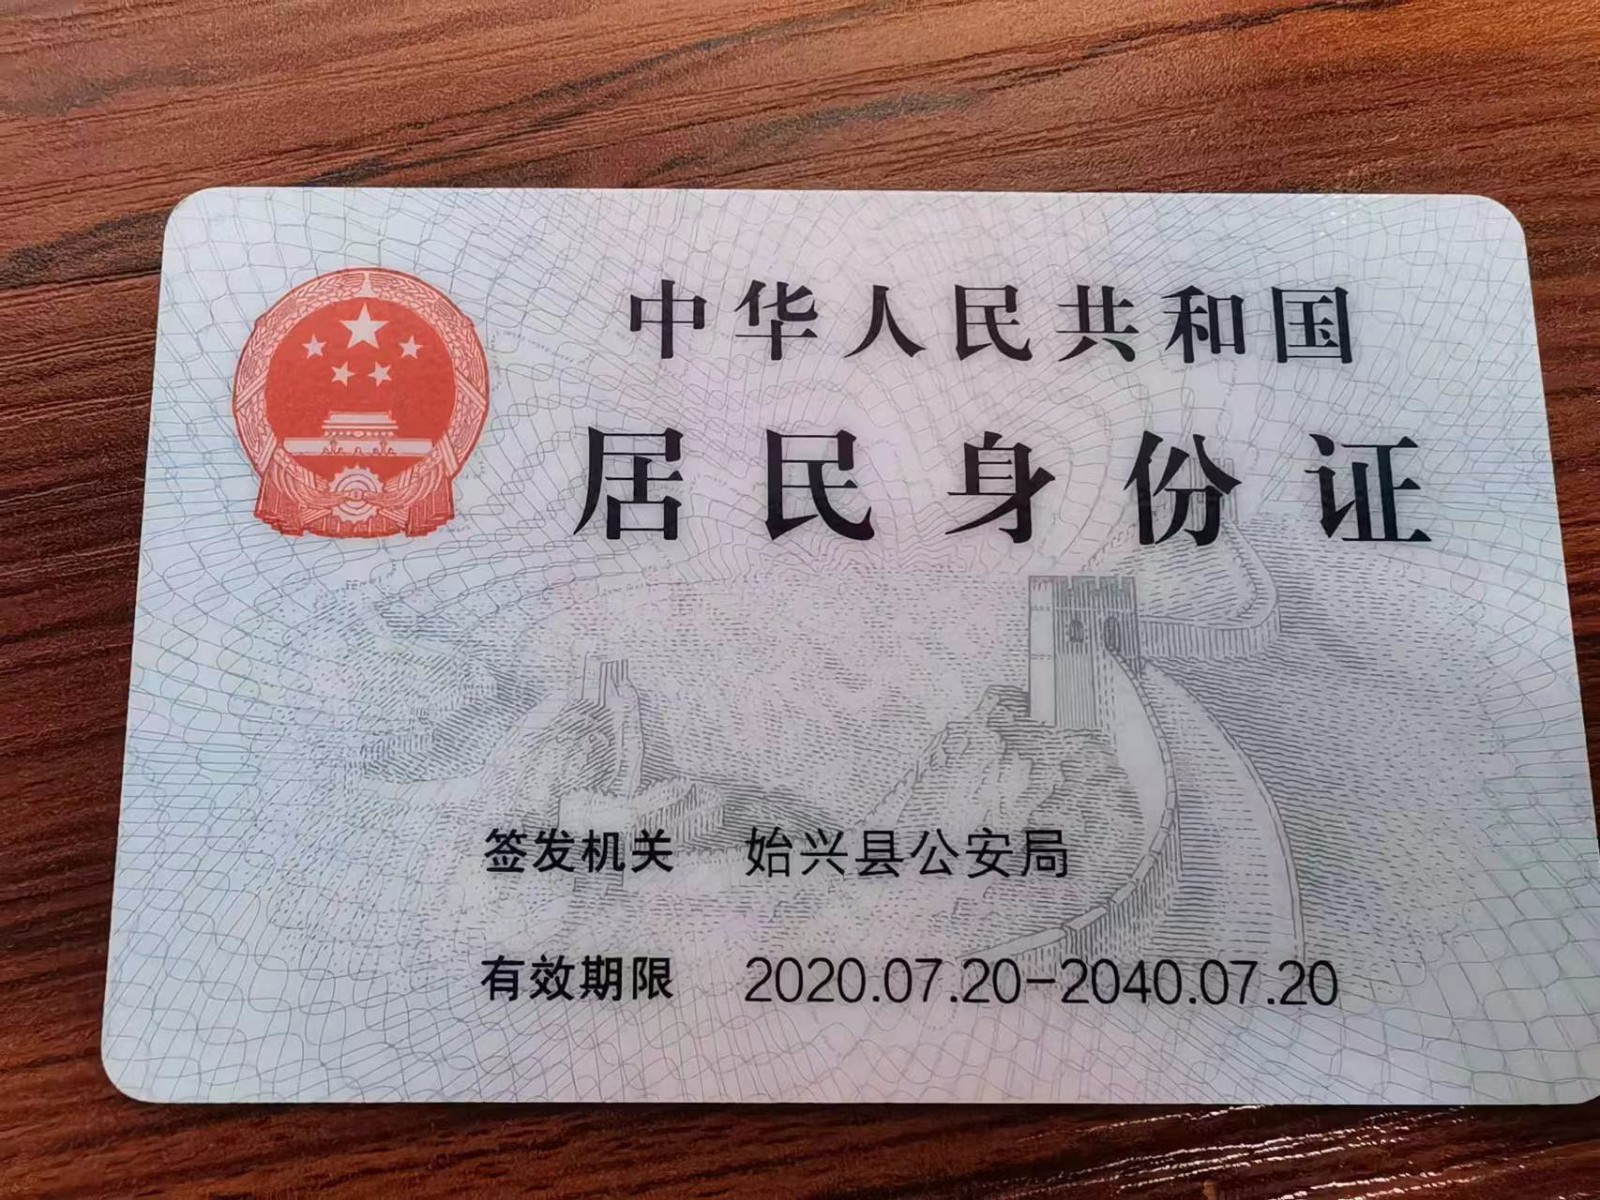 中华人民共和国
居民身份证
签发机关 始兴县公安局
有效期限 2020.07.20-2040.07.20